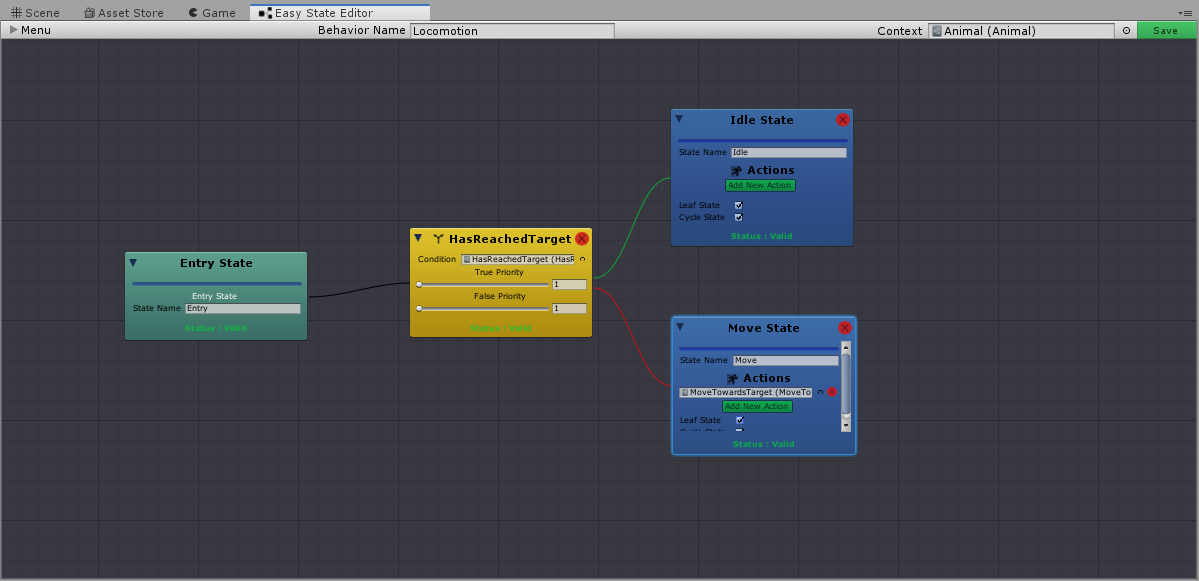 Scene Asset Store Game Easy State Editor
Menu Behavior Name Locomotion Context Animal (Animal) Save
Entry State
Entry State
State Name Entry
Status : Valid
HasReachedTarget
Condition HasReachedTarget (HasR
True Priority
1
False Priority
1
Status : Valid
Idle State
State Name Idle
Actions
Add New Action
Leaf State
Cycle State
Status : Valid
Move State
State Name Move
Actions
MoveTowardsTarget (MoveTo
Add New Action
Leaf State
Cycle State
Status : Valid